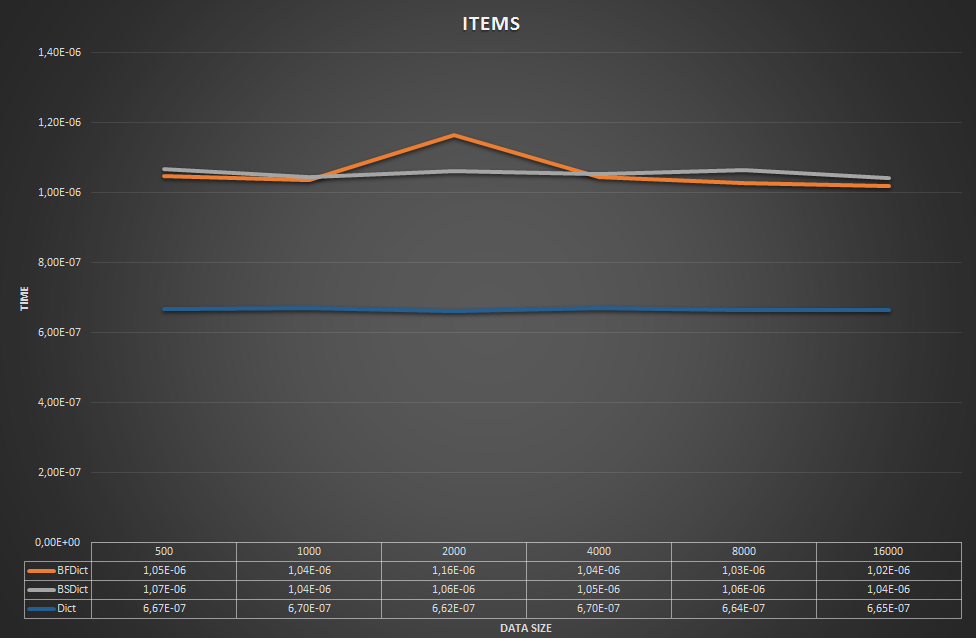 ITEMS
1,40E-06
1,20E-06
1,00E-06
8,00E-07
TIME
6,00E-07
4,00E-07
2,00E-07
0,00E+00
500 1000 2000 4000 8000 16000
BFDict 1,05E-06 1,04E-06 1,16E-06 1,04E-06 1,03E-06 1,02E-06
BSDict 1,07E-06 1,04E-06 1,06E-06 1,05E-06 1,06E-06 1,04E-06
Dict 6,67E-07 6,70E-07 6,62E-07 6,70E-07 6,64E-07 6,65E-07
DATA SIZE